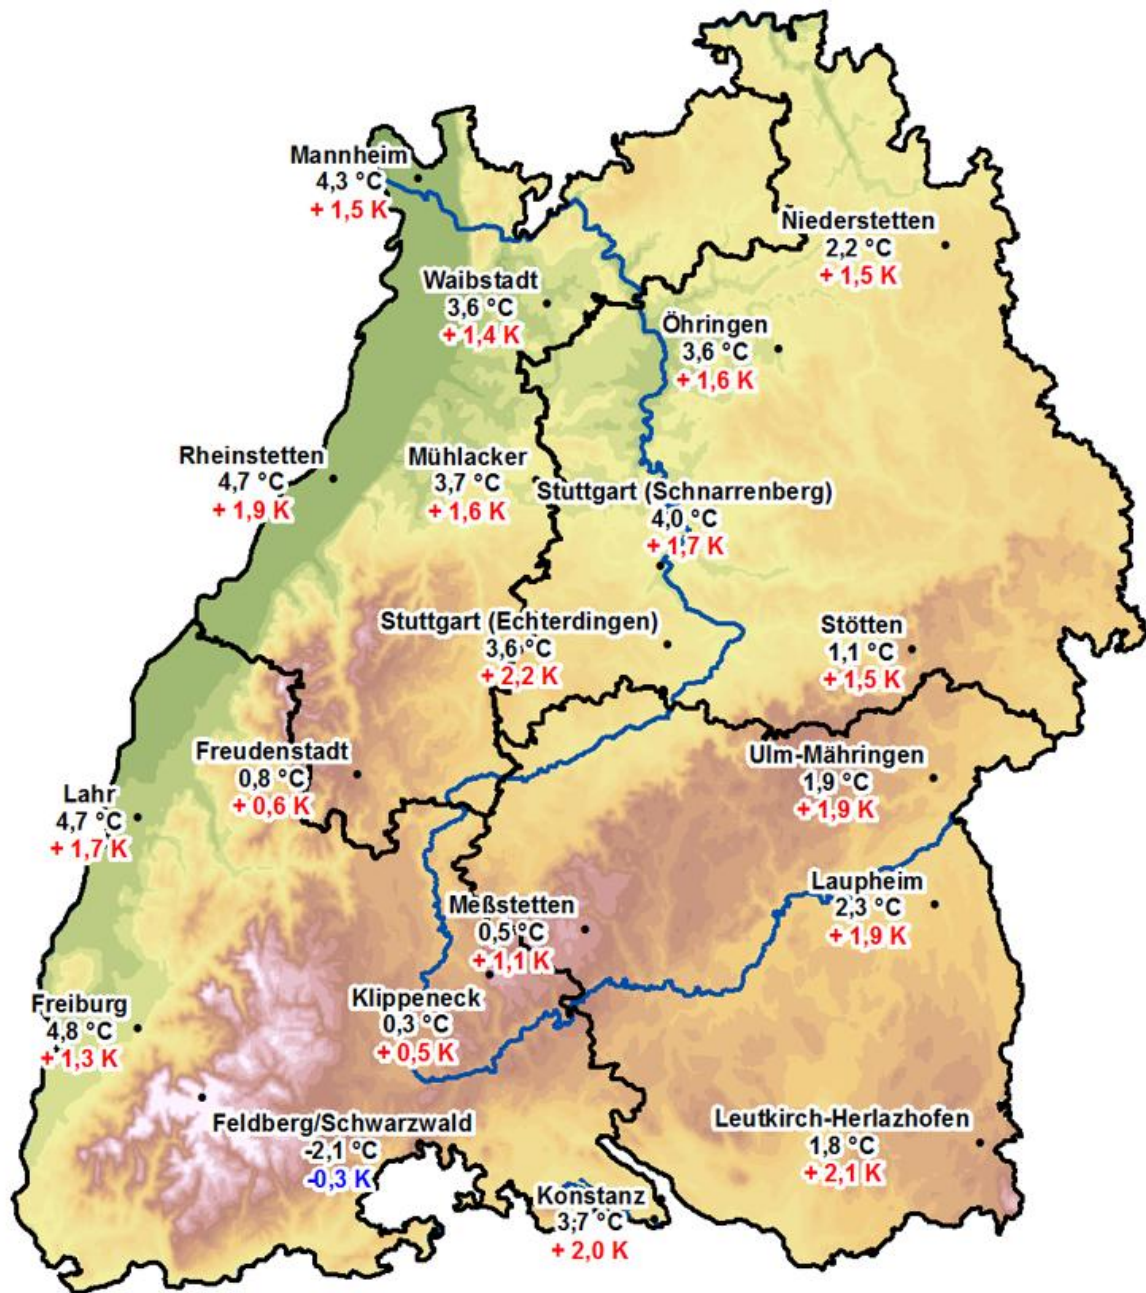 Mannheim
4,3 °C
+ 1,5 K
Niederstetten
2,2 °C
+ 1,5 K
Waibstadt
3,6 °C
+ 1,4 K
Öhringen
3,6 °C
+ 1,6 K
Rheinstetten
4,7 °C
+ 1,9 K
Mühlacker
3,7 °C
+ 1,6 K
Stuttgart (Schnarrenberg)
4,0 °C
+ 1,7 K
Stuttgart (Echterdingen)
3,6 °C
+ 2,2 K
Stötten
1,1 °C
+ 1,5 K
Freudenstadt
0,8 °C
+ 0,6 K
Ulm-Mähringen
1,9 °C
+ 1,9 K
Lahr
4,7 °C
+ 1,7 K
Laupheim
2,3 °C
+ 1,9 K
Meßstetten
0,5 °C
+ 1,1 K
Klippeneck
0,3 °C
+ 0,5 K
Freiburg
4,8 °C
+ 1,3 K
Feldberg/Schwarzwald
-2,1 °C
-0,3 K
Leutkirch-Herlazhofen
1,8 °C
+ 2,1 K
Konstanz
3,7 °C
+ 2,0 K